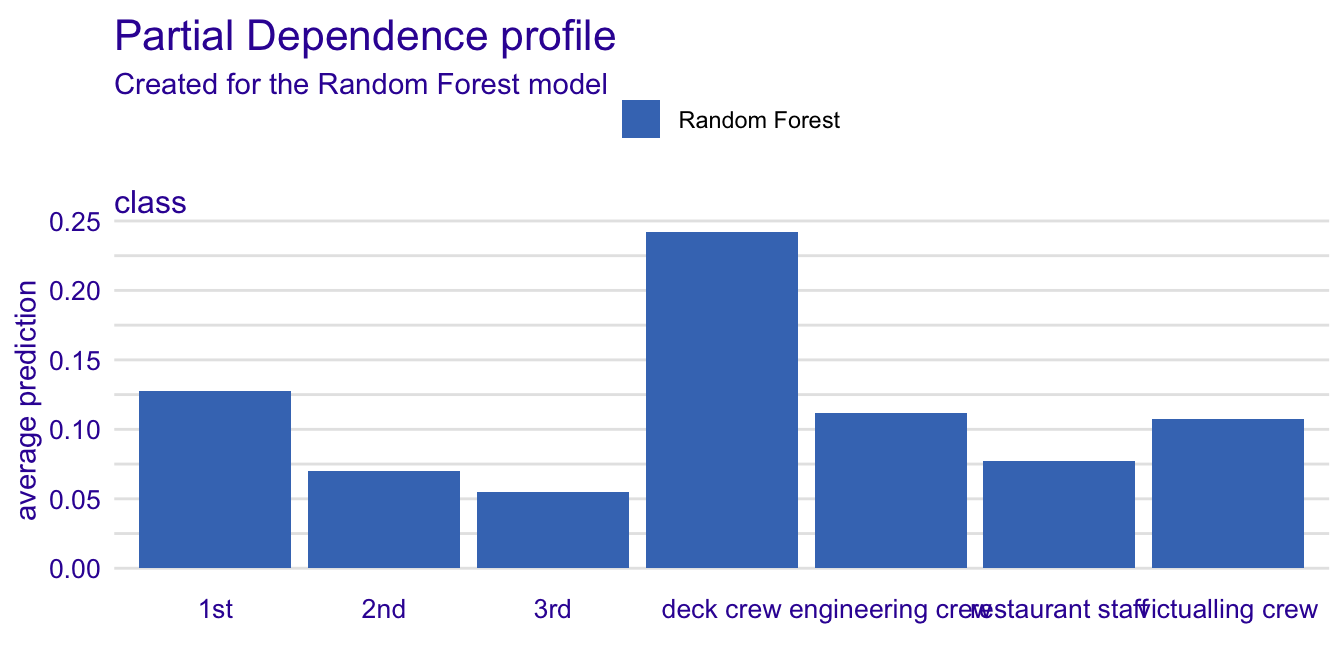 Partial Dependence profile
Created for the Random Forest model
Random Forest
class
average prediction
0.25
0.20
0.15
0.10
0.05
0.00
1st 2nd 3rd deck crew engineering crew restaurant staff victualling crew